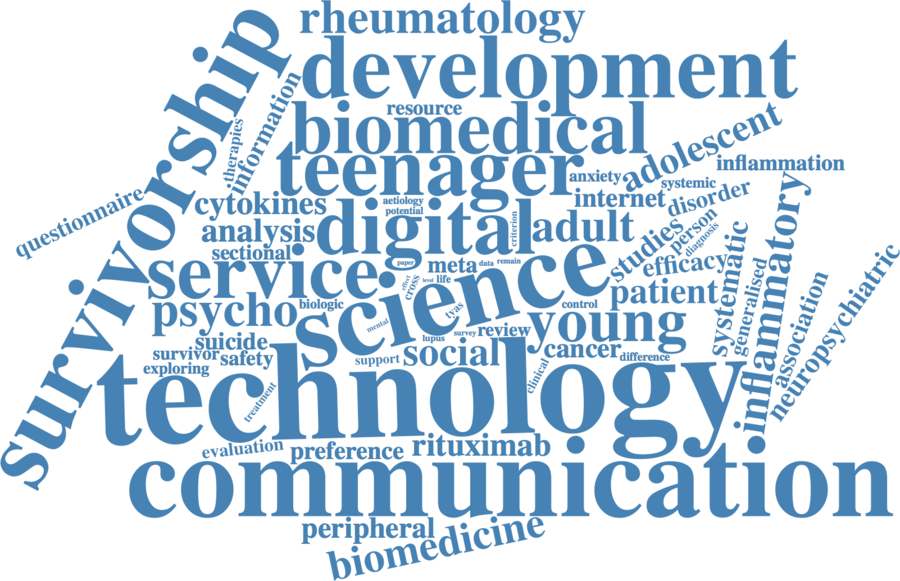 rheumatology
development
survivorship
resource
biomedical
information
therapies
teenager
anxiety
adolescent
inflammation
systemic
internet
disorder
questionnaire
cytokines
aetiology
potential
digital
criterion
adult
analysis
sectional
studies
person
diagnosis
inflammatory
service
paper
meta
data
remain
efficacy
systematic
generalised
science
effect
cross
level
life
patient
association
neuropsychiatric
psycho
biologic
tyas
control
young
mental
lupus
survey
review
suicide
survivor
safety
exploring
support
social
cancer
difference
clinical
treatment
technology
evaluation
preference
rituximab
communication
peripheral
biomedicine